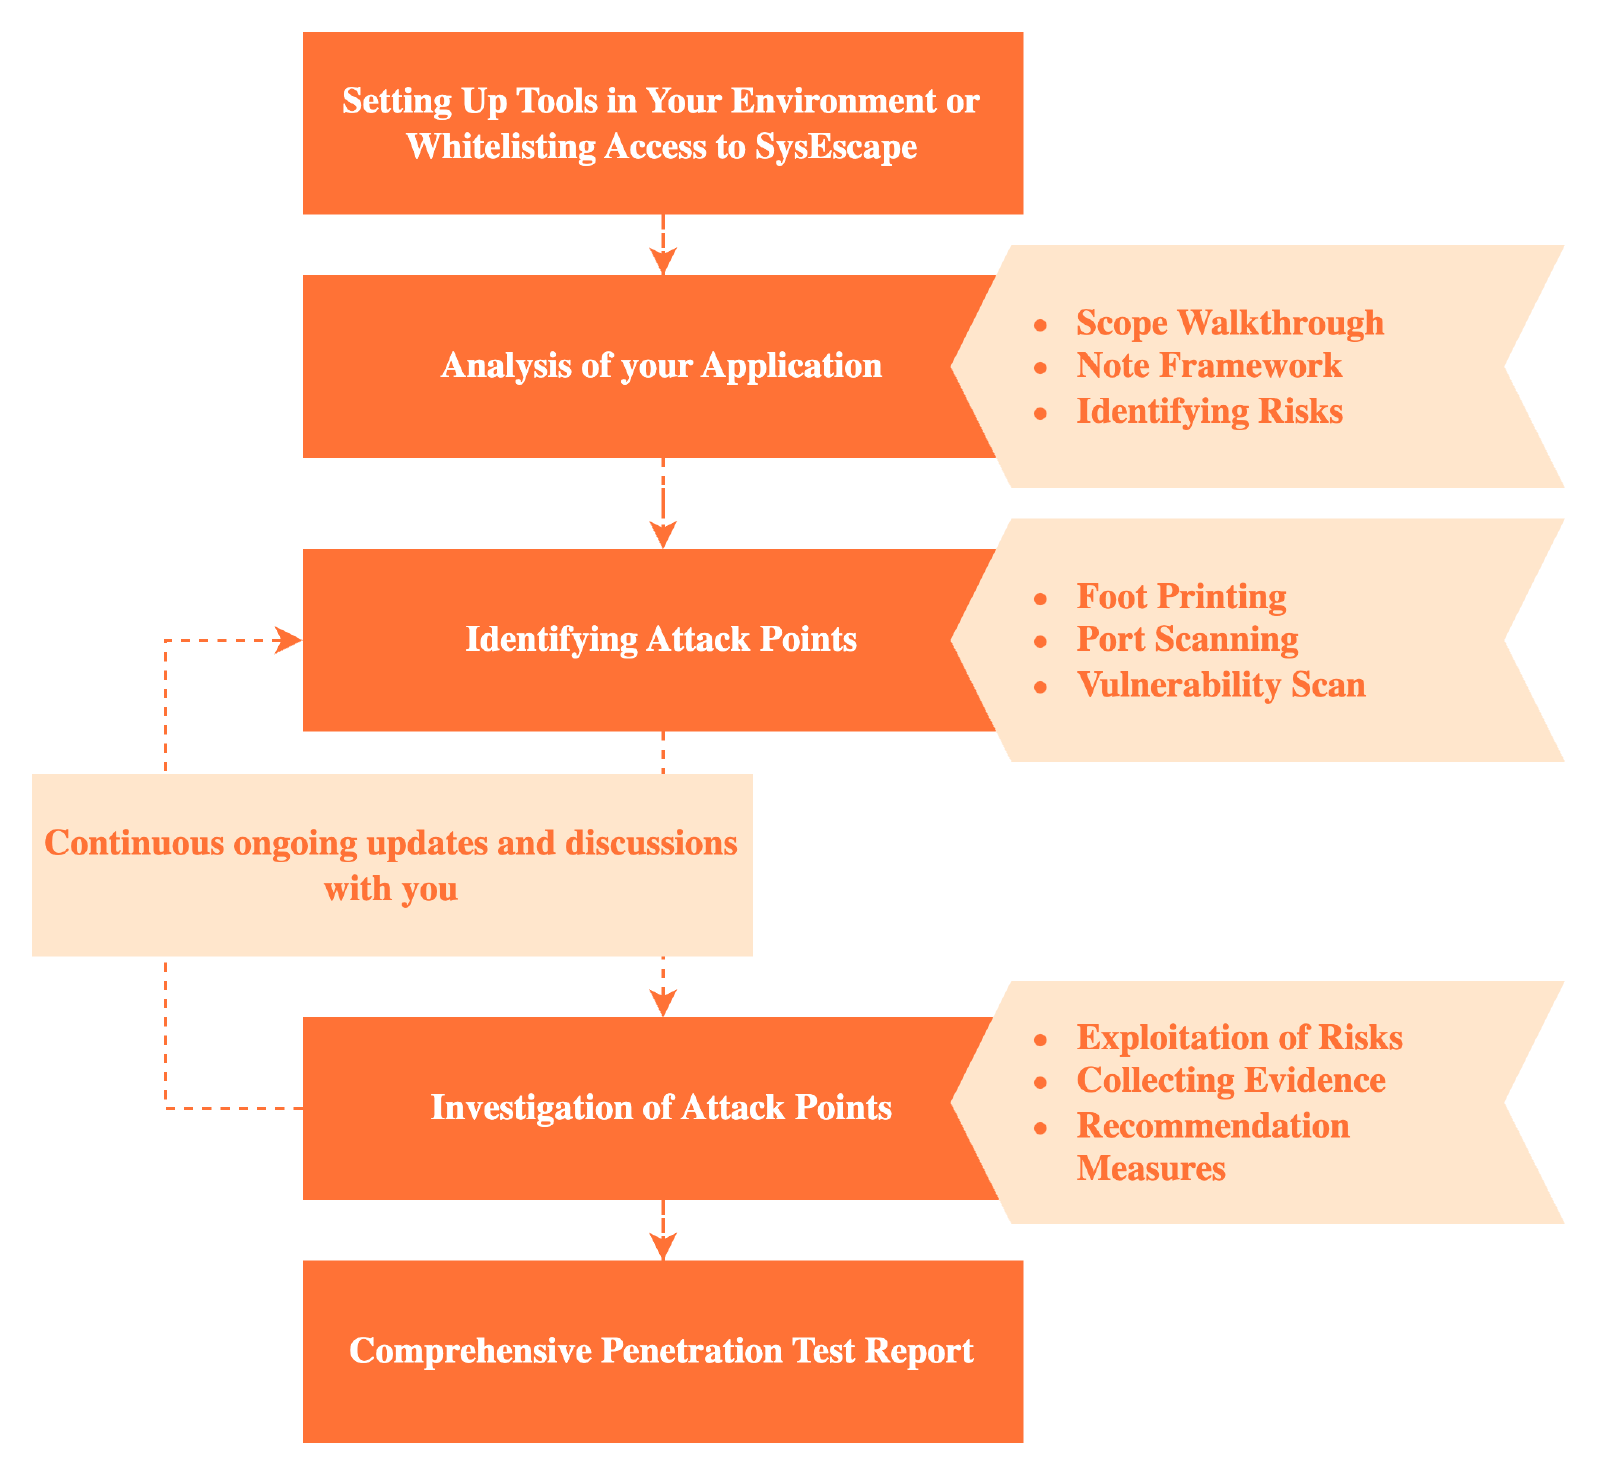 Setting Up Tools in Your Environment or
Whitelisting Access to SysEscape
Analysis of your Application
• Scope Walkthrough
• Note Framework
• Identifying Risks
Identifying Attack Points
• Foot Printing
• Port Scanning
• Vulnerability Scan
Continuous ongoing updates and discussions
with you
Investigation of Attack Points
• Exploitation of Risks
• Collecting Evidence
• Recommendation
Measures
Comprehensive Penetration Test Report